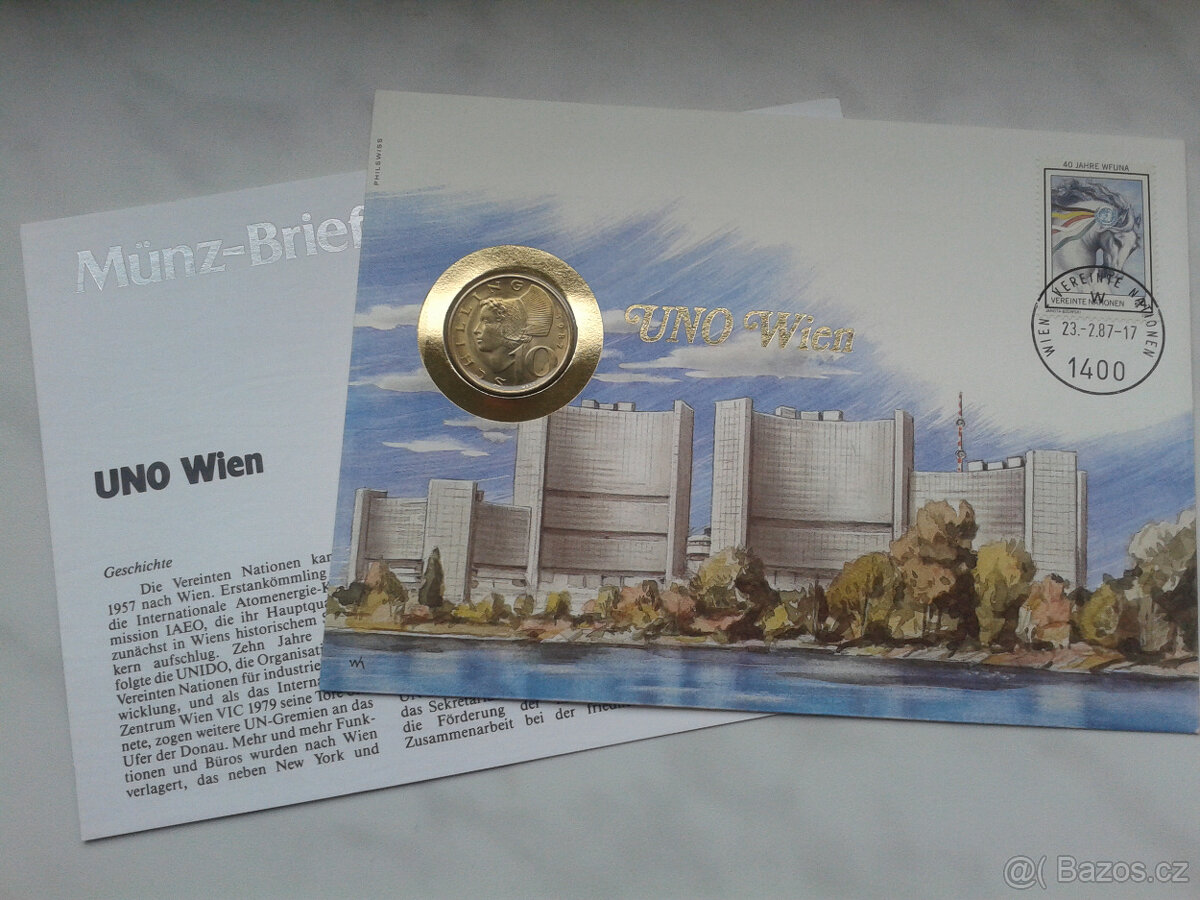 Münz-Brief
UNO Wien
Geschichte
Die Vereinten Nationen
1957 nach Wien. Erstankömmling
die Internationale Atomenergie-
mission IAEO, die ihr
zunächst in Wiens historischem
kern aufschlug. Zehn Jahre
folgte die UNIDO, die
Vereinten Nationen für
wicklung, und als das
Zentrum Wien VIC 1979 seine
nete, zogen weitere UN-Gremien an das
Ufer der Donau. Mehr und mehr Funk-
tionen und Büros wurden nach Wien
verlagert, das neben New York und
das
die Förderung der
Zusammenarbeit bei der
PHILSWISS
SCHILLING
10
UNO Wien
40 JAHRE WFUNA
VEREINTE NATIONEN
WIEN VEREINTE NATIONEN
W
23.-2.87-17
1400
WK
@( Bazos.cz